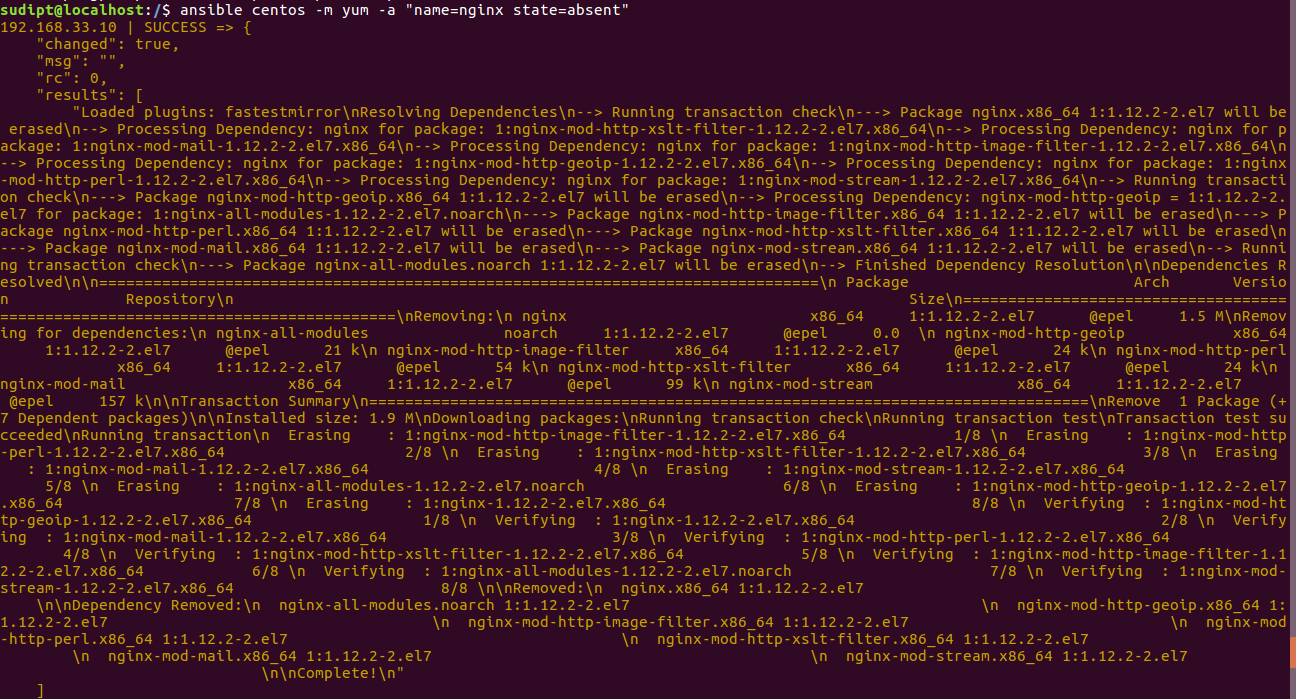 sudipt@localhost:/$ ansible centos -m yum -a "name=nginx state=absent"
192.168.33.10 | SUCCESS => {
    "changed": true,
    "msg": "",
    "rc": 0,
    "results": [
        "Loaded plugins: fastestmirror\nResolving Dependencies\n--> Running transaction check\n---> Package nginx.x86_64 1:1.12.2-2.el7 will be
 erased\n--> Processing Dependency: nginx for package: 1:nginx-mod-http-xslt-filter-1.12.2-2.el7.x86_64\n--> Processing Dependency: nginx for p
ackage: 1:nginx-mod-mail-1.12.2-2.el7.x86_64\n--> Processing Dependency: nginx for package: 1:nginx-mod-http-image-filter-1.12.2-2.el7.x86_64\n
--> Processing Dependency: nginx for package: 1:nginx-mod-http-geoip-1.12.2-2.el7.x86_64\n--> Processing Dependency: nginx for package: 1:nginx
-mod-http-perl-1.12.2-2.el7.x86_64\n--> Processing Dependency: nginx for package: 1:nginx-mod-stream-1.12.2-2.el7.x86_64\n--> Running transacti
on check\n---> Package nginx-mod-http-geoip.x86_64 1:1.12.2-2.el7 will be erased\n--> Processing Dependency: nginx-mod-http-geoip = 1:1.12.2-2.
el7 for package: 1:nginx-all-modules-1.12.2-2.el7.noarch\n---> Package nginx-mod-http-image-filter.x86_64 1:1.12.2-2.el7 will be erased\n---> P
ackage nginx-mod-http-perl.x86_64 1:1.12.2-2.el7 will be erased\n---> Package nginx-mod-http-xslt-filter.x86_64 1:1.12.2-2.el7 will be erased\n
---> Package nginx-mod-mail.x86_64 1:1.12.2-2.el7 will be erased\n---> Package nginx-mod-stream.x86_64 1:1.12.2-2.el7 will be erased\n--> Runni
ng transaction check\n---> Package nginx-all-modules.noarch 1:1.12.2-2.el7 will be erased\n--> Finished Dependency Resolution\n\nDependencies R
esolved\n\n================================================================================\n Package                         Arch       Versio
n             Repository\n                                                                           Size\n====================================
============================================\nRemoving:\n nginx                           x86_64     1:1.12.2-2.el7      @epel     1.5 M\nRemov
ing for dependencies:\n nginx-all-modules               noarch     1:1.12.2-2.el7      @epel     0.0  \n nginx-mod-http-geoip            x86_64
     1:1.12.2-2.el7      @epel      21 k\n nginx-mod-http-image-filter     x86_64     1:1.12.2-2.el7      @epel      24 k\n nginx-mod-http-perl
             x86_64     1:1.12.2-2.el7      @epel      54 k\n nginx-mod-http-xslt-filter      x86_64     1:1.12.2-2.el7      @epel      24 k\n
nginx-mod-mail                  x86_64     1:1.12.2-2.el7      @epel      99 k\n nginx-mod-stream                x86_64     1:1.12.2-2.el7
 @epel     157 k\n\nTransaction Summary\n================================================================================\nRemove  1 Package (+
7 Dependent packages)\n\nInstalled size: 1.9 M\nDownloading packages:\nRunning transaction check\nRunning transaction test\nTransaction test su
cceeded\nRunning transaction\n  Erasing    : 1:nginx-mod-http-image-filter-1.12.2-2.el7.x86_64            1/8 \n  Erasing    : 1:nginx-mod-http
-perl-1.12.2-2.el7.x86_64                    2/8 \n  Erasing    : 1:nginx-mod-http-xslt-filter-1.12.2-2.el7.x86_64             3/8 \n  Erasing
   : 1:nginx-mod-mail-1.12.2-2.el7.x86_64                         4/8 \n  Erasing    : 1:nginx-mod-stream-1.12.2-2.el7.x86_64
     5/8 \n  Erasing    : 1:nginx-all-modules-1.12.2-2.el7.noarch                      6/8 \n  Erasing    : 1:nginx-mod-http-geoip-1.12.2-2.el7
.x86_64                   7/8 \n  Erasing    : 1:nginx-1.12.2-2.el7.x86_64                                  8/8 \n  Verifying  : 1:nginx-mod-ht
tp-geoip-1.12.2-2.el7.x86_64                   1/8 \n  Verifying  : 1:nginx-1.12.2-2.el7.x86_64                                  2/8 \n  Verify
ing  : 1:nginx-mod-mail-1.12.2-2.el7.x86_64                         3/8 \n  Verifying  : 1:nginx-mod-http-perl-1.12.2-2.el7.x86_64
       4/8 \n  Verifying  : 1:nginx-mod-http-xslt-filter-1.12.2-2.el7.x86_64             5/8 \n  Verifying  : 1:nginx-mod-http-image-filter-1.1
2.2-2.el7.x86_64            6/8 \n  Verifying  : 1:nginx-all-modules-1.12.2-2.el7.noarch                      7/8 \n  Verifying  : 1:nginx-mod-
stream-1.12.2-2.el7.x86_64                       8/8 \n\nRemoved:\n  nginx.x86_64 1:1.12.2-2.el7
    \n\nDependency Removed:\n  nginx-all-modules.noarch 1:1.12.2-2.el7                                       \n  nginx-mod-http-geoip.x86_64 1:
1.12.2-2.el7                                    \n  nginx-mod-http-image-filter.x86_64 1:1.12.2-2.el7                             \n  nginx-mod
-http-perl.x86_64 1:1.12.2-2.el7                                     \n  nginx-mod-http-xslt-filter.x86_64 1:1.12.2-2.el7
        \n  nginx-mod-mail.x86_64 1:1.12.2-2.el7                                          \n  nginx-mod-stream.x86_64 1:1.12.2-2.el7
                             \n\nComplete!\n"
    ]